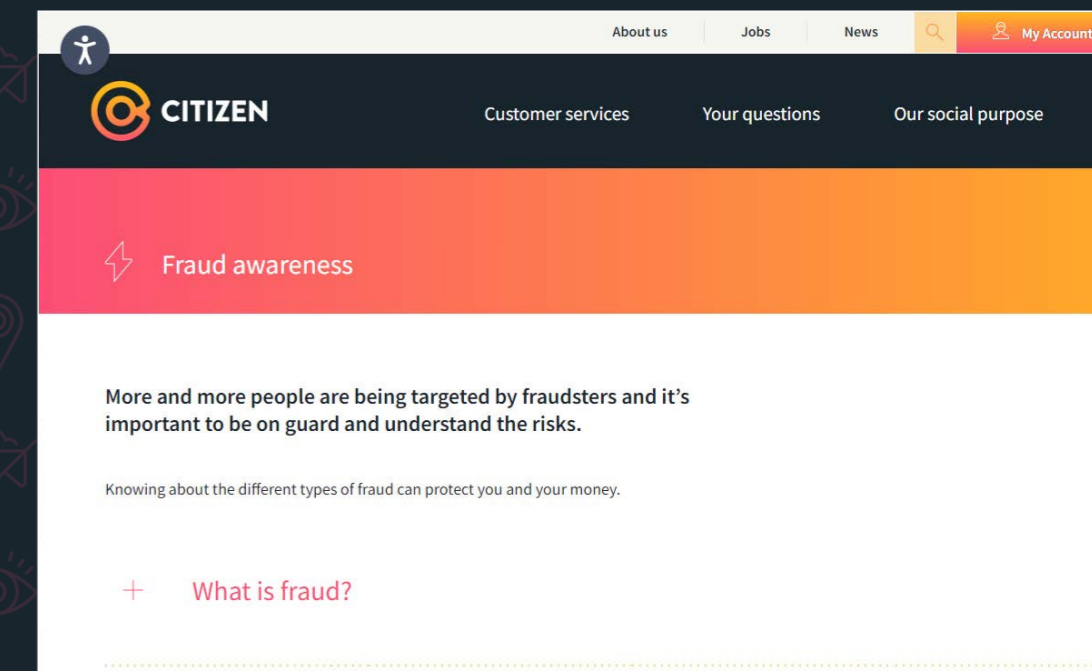 About us Jobs News My Account
CITIZEN
Customer services Your questions Our social purpose
Fraud awareness
More and more people are being targeted by fraudsters and it’s
important to be on guard and understand the risks.
Knowing about the different types of fraud can protect you and your money.
What is fraud?